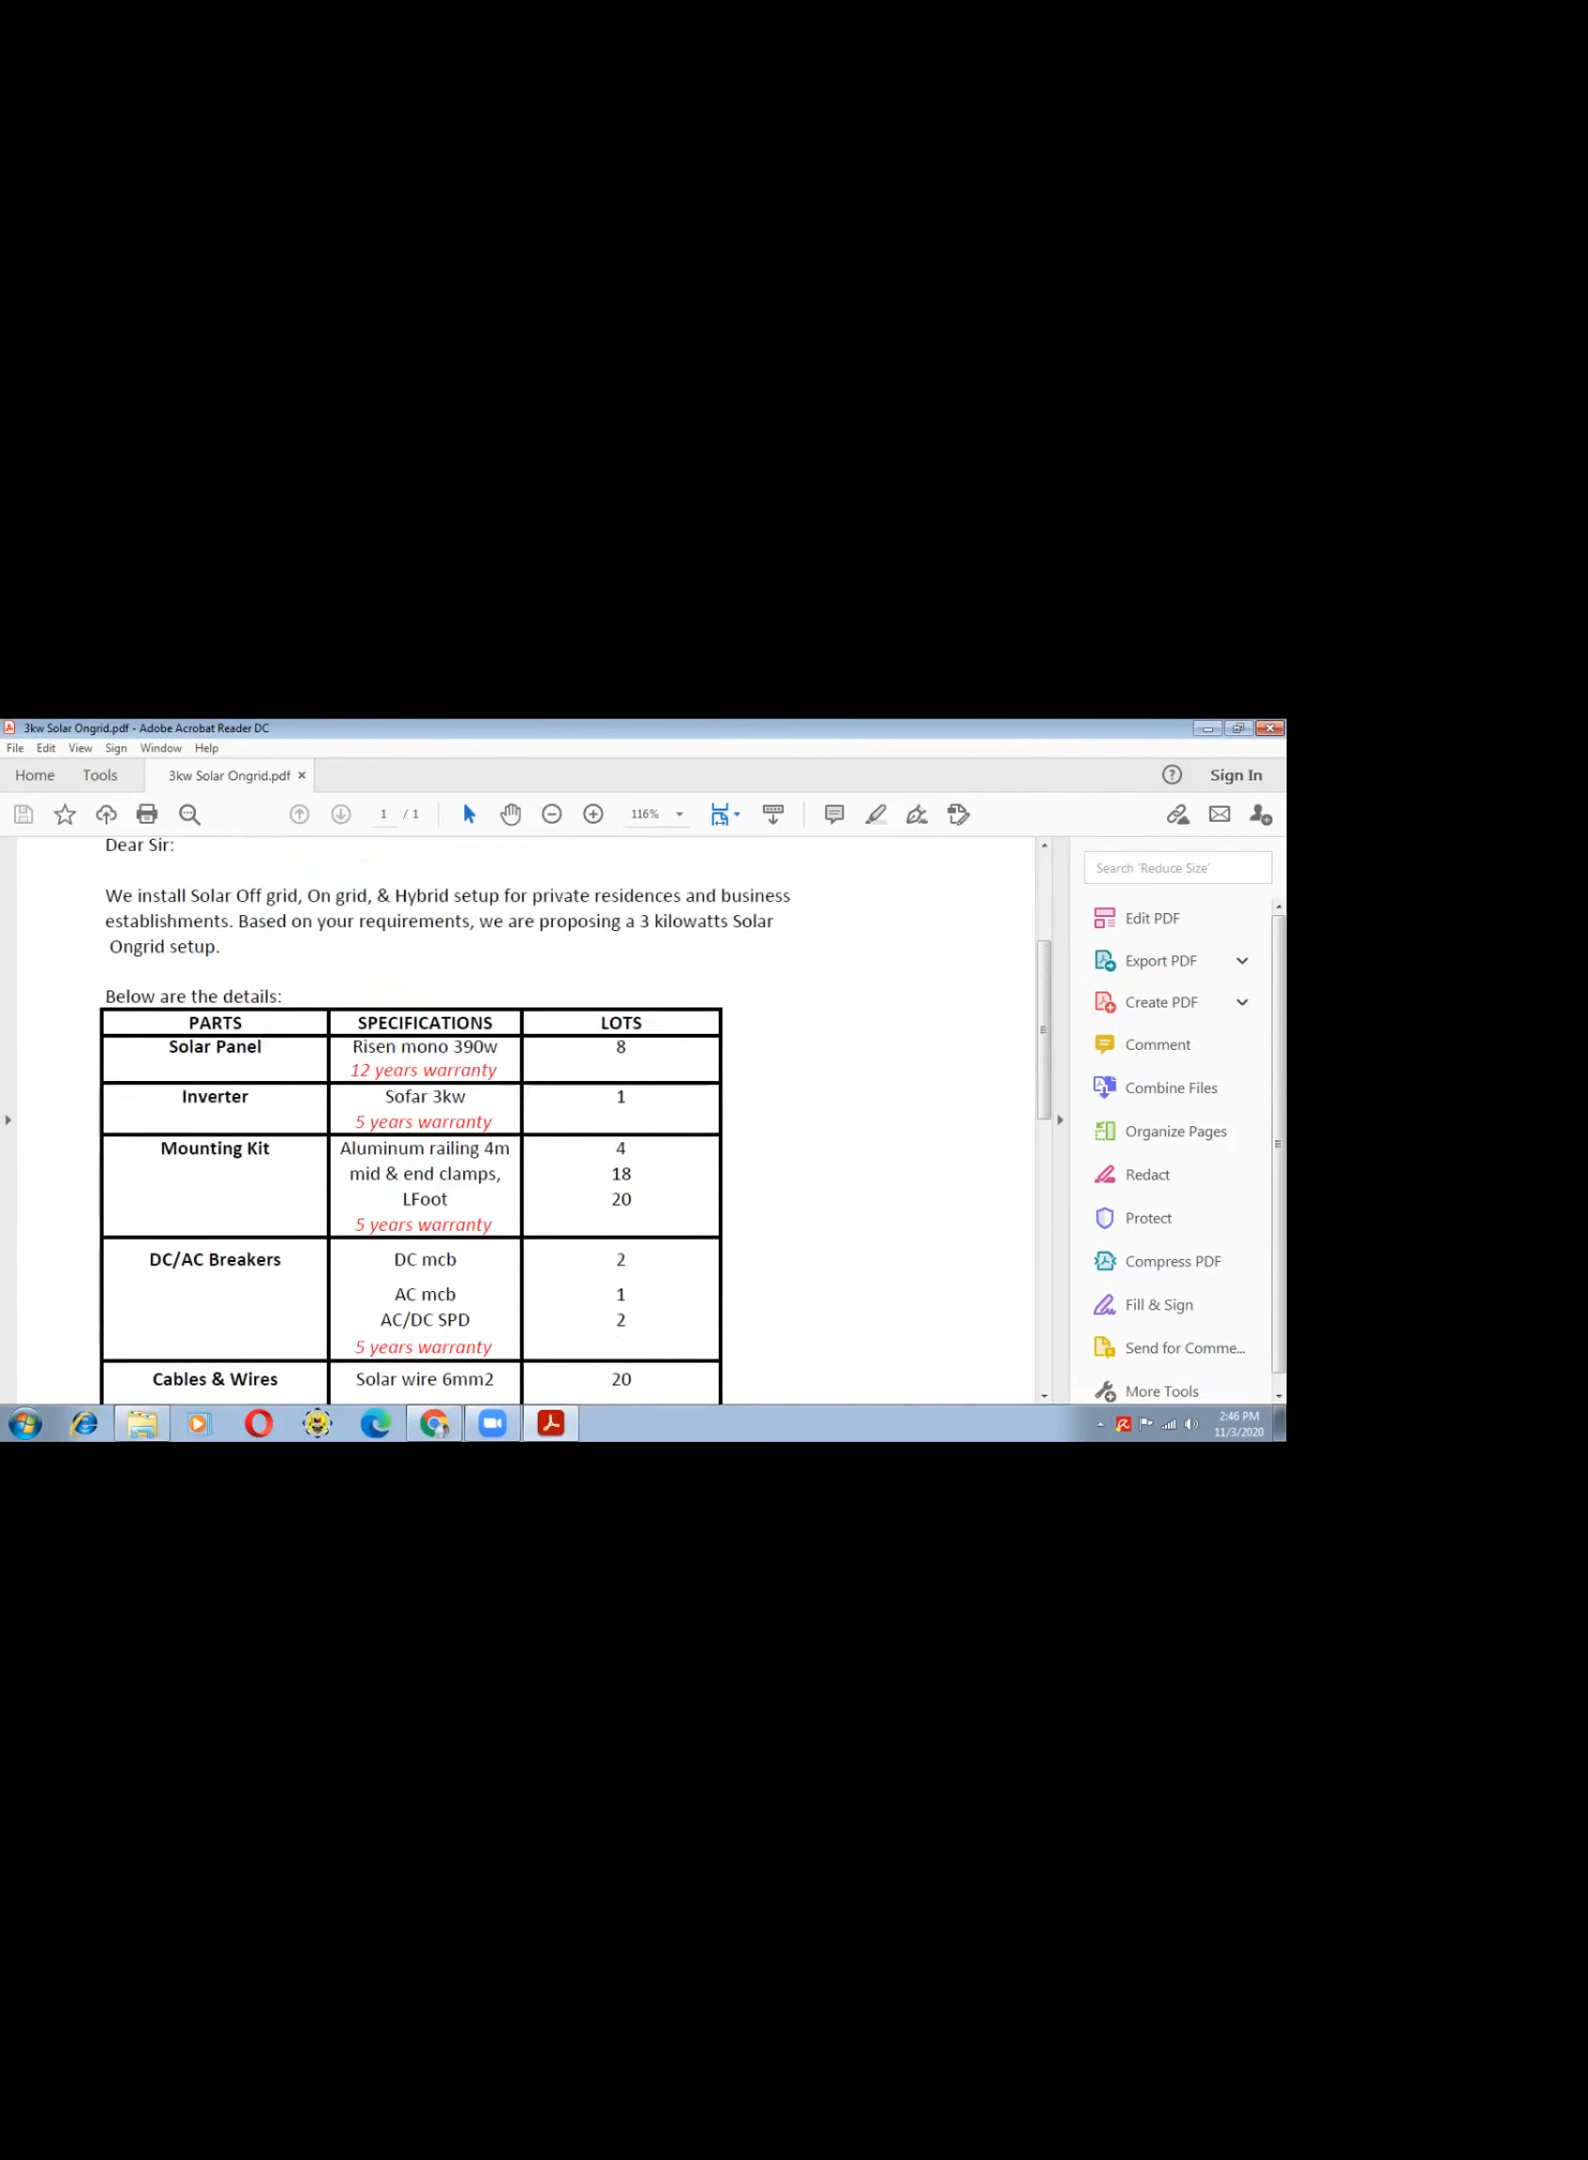 3kw Solar Ongrid.pdf - Adobe Acrobat Reader DC
File Edit View Sign Window Help
Home Tools 3kw Solar Ongrid.pdf × Sign In
1 / 1 116%
Dear Sir:
We install Solar Off grid, On grid, & Hybrid setup for private residences and business
establishments. Based on your requirements, we are proposing a 3 kilowatts Solar
Ongrid setup.
Below are the details:
PARTS SPECIFICATIONS LOTS
Solar Panel Risen mono 390w 8
12 years warranty
Inverter Sofar 3kw 1
5 years warranty
Mounting Kit Aluminum railing 4m 4
mid & end clamps, 18
LFoot 20
5 years warranty
DC/AC Breakers DC mcb 2
AC mcb 1
AC/DC SPD 2
5 years warranty
Cables & Wires Solar wire 6mm2 20
Search 'Reduce Size'
Edit PDF
Export PDF
Create PDF
Comment
Combine Files
Organize Pages
Redact
Protect
Compress PDF
Fill & Sign
Send for Comme...
More Tools
2:46 PM
11/3/2020